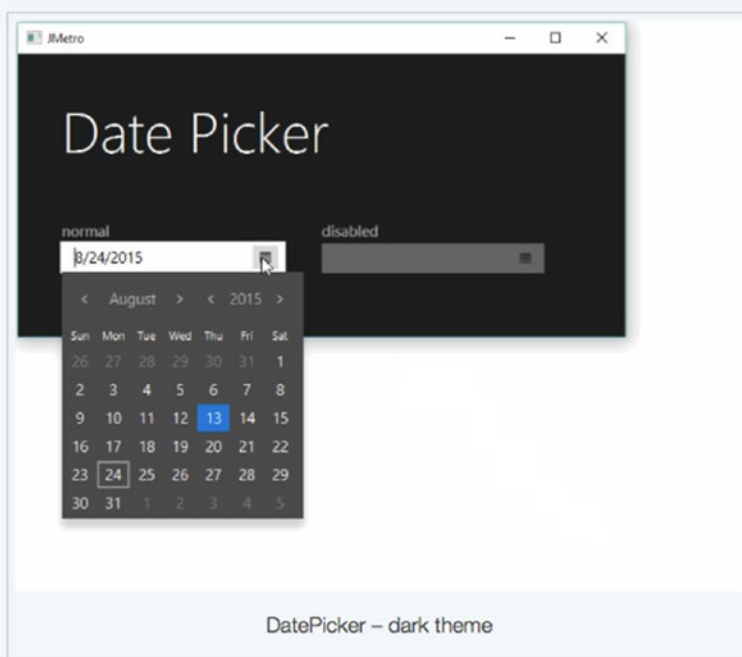 JMetro
Date Picker
normal disabled
8/24/2015
< August > < 2015 >
Sun Mon Tue Wed Thu Fri Sat
26 27 28 29 30 31 1
2 3 4 5 6 7 8
9 10 11 12 13 14 15
16 17 18 19 20 21 22
23 24 25 26 27 28 29
30 31 1 2 3 4 5
DatePicker – dark theme